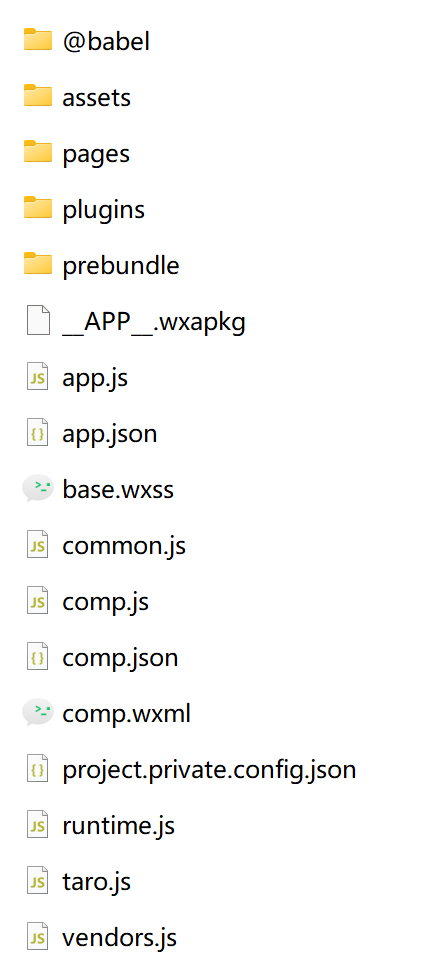 @babel
assets
pages
plugins
prebundle
__APP__.wxapkg
app.js
app.json
base.wxss
common.js
comp.js
comp.json
comp.wxml
project.private.config.json
runtime.js
taro.js
vendors.js